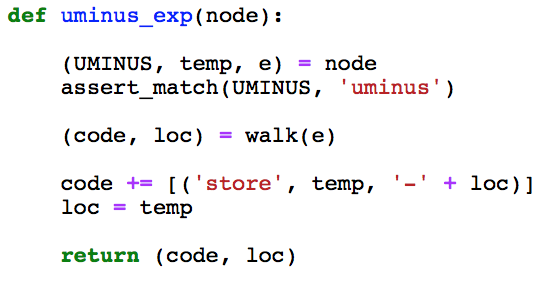 def uminus_exp(node):
(UMINUS, temp, e) = node
assert_match(UMINUS, 'uminus')
(code, loc) = walk(e)
code += [('store', temp, '-' + loc)]
loc = temp
return (code, loc)